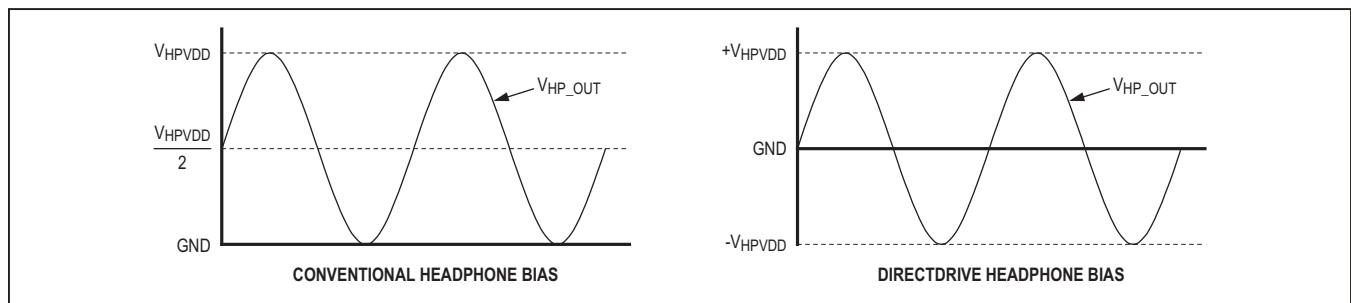 VHPVDD
VHP_OUT
VHPVDD
2
GND
CONVENTIONAL HEADPHONE BIAS
+VHPVDD
VHP_OUT
GND
-VHPVDD
DIRECTDRIVE HEADPHONE BIAS